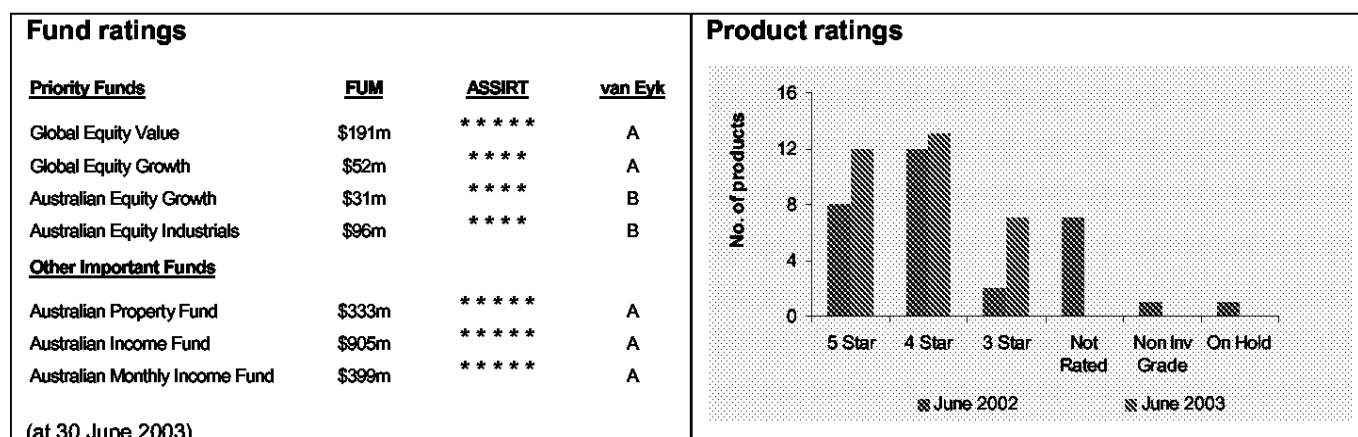 Fund ratings
Priority Funds FUM ASSIRT van Eyk
Global Equity Value $191m * * * * * A
Global Equity Growth $52m * * * * A
Australian Equity Growth $31m * * * * B
Australian Equity Industrials $96m * * * * B
Other Important Funds
Australian Property Fund $333m * * * * * A
Australian Income Fund $905m * * * * * A
Australian Monthly Income Fund $399m * * * * * A
(at 30 June 2003)
Product ratings
No. of products
16
12
8
4
0
5 Star 4 Star 3 Star Not Rated Non Inv Grade On Hold
June 2002 June 2003